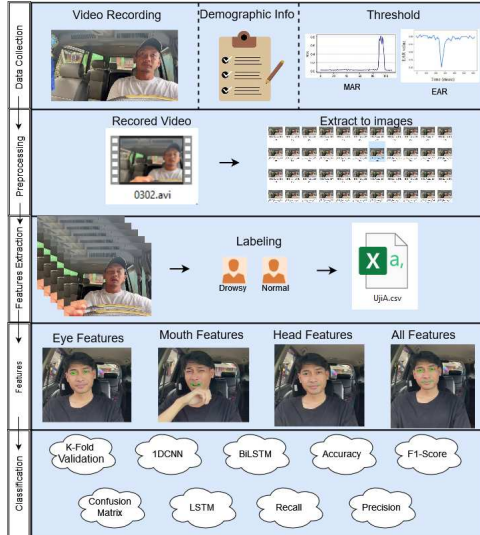 Data Collection
Video Recording
Demographic Info
Threshold
MAR
EAR
Preprocessing
Recored Video
Extract to images
0302.avi
Features Extraction
Labeling
Drowsy
Normal
X a,
UjiA.csv
Features
Eye Features
Mouth Features
Head Features
All Features
Classification
K-Fold
Validation
1DCNN
BiLSTM
Accuracy
F1-Score
Confusion
Matrix
LSTM
Recall
Precision